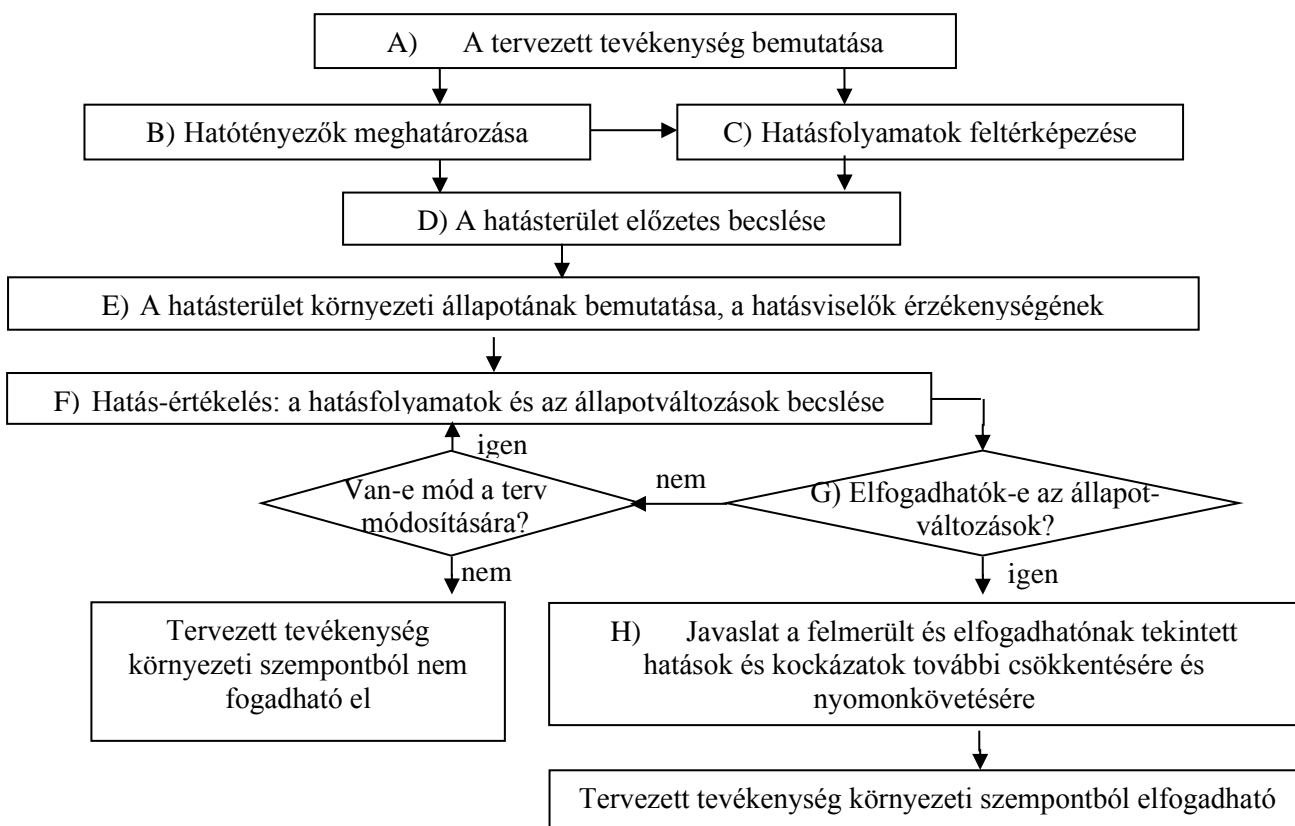 A) A tervezett tevékenység bemutatása
B) Hatótényezők meghatározása
C) Hatásfolyamatok feltérképezése
D) A hatásterület előzetes becslése
E) A hatásterület környezeti állapotának bemutatása, a hatásviselők érzékenységének
F) Hatás-értékelés: a hatásfolyamatok és az állapotváltozások becslése
igen
nem
Van-e mód a terv
módosítására?
G) Elfogadhatók-e az állapot-
változások?
nem
igen
Tervezett tevékenység
környezeti szempontból nem
fogadható el
H) Javaslat a felmerült és elfogadhatónak tekintett
hatások és kockázatok további csökkentésére és
nyomonkövetésére
Tervezett tevékenység környezeti szempontból elfogadható